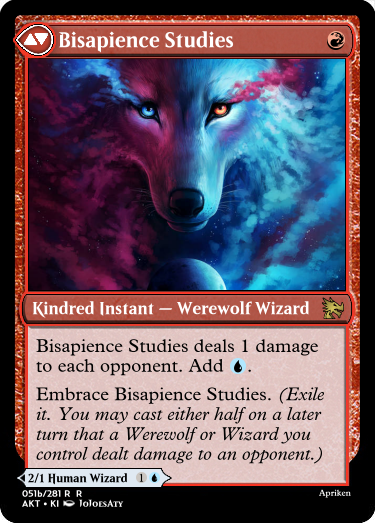 Bisapience Studies
Kindred Instant — Werewolf Wizard
Bisapience Studies deals 1 damage
to each opponent. Add .
Embrace Bisapience Studies. (Exile
it. You may cast either half on a later
turn that a Werewolf or Wizard you
control dealt damage to an opponent.)
2/1 Human Wizard 1
051b/281 R R
Apriken
AKT • KI JoJoesArty